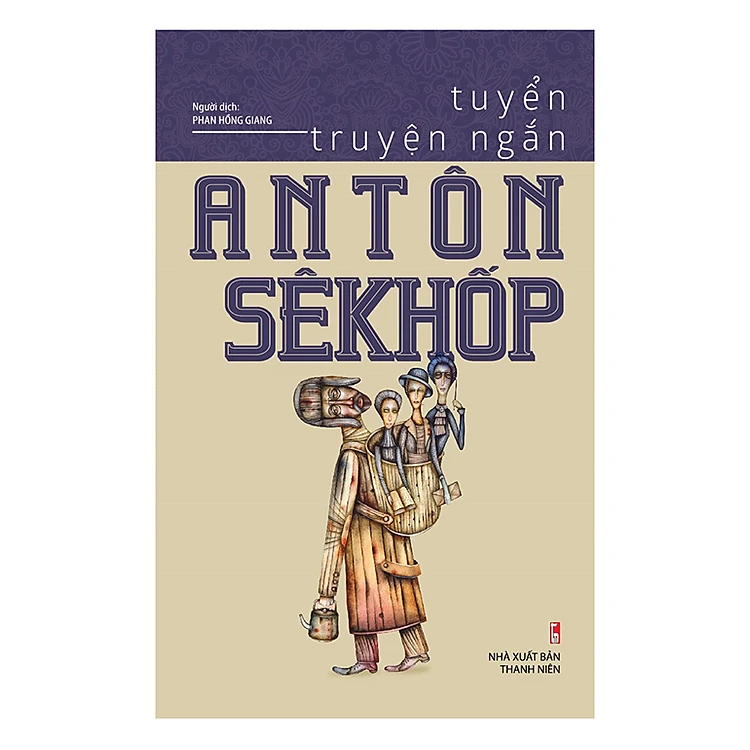 tuyển
Người dịch:
PHAN HỒNG GIANG
truyện ngắn
ANTÔN
SÊKHỐP
NHÀ XUẤT BẢN
THANH NIÊN